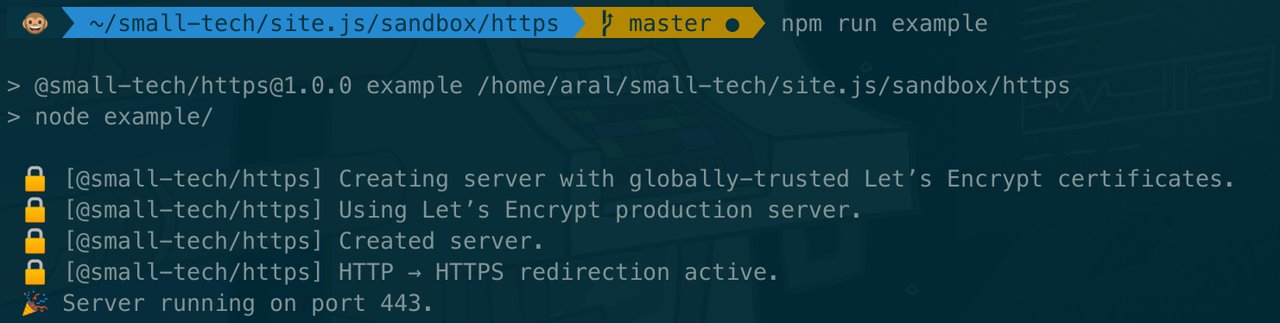 ~/small-tech/site.js/sandbox/https master ● npm run example
> @small-tech/https@1.0.0 example /home/aral/small-tech/site.js/sandbox/https
> node example/
🔒 [@small-tech/https] Creating server with globally-trusted Let’s Encrypt certificates.
🔒 [@small-tech/https] Using Let’s Encrypt production server.
🔒 [@small-tech/https] Created server.
🔒 [@small-tech/https] HTTP → HTTPS redirection active.
🎉 Server running on port 443.